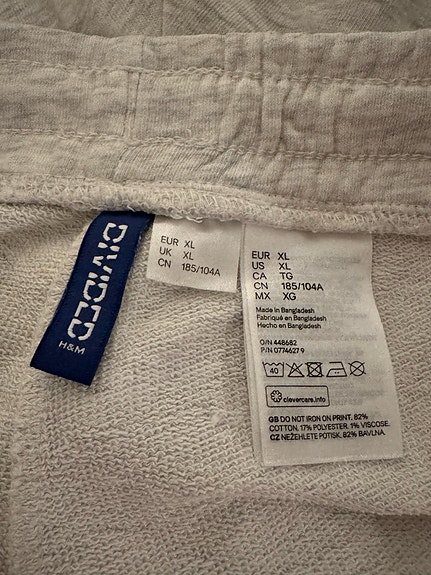 DIVIDED
H&M
EUR XL
UK XL
CN 185/104A
EUR XL
US XL
CA TG
CN 185/104A
MX XG
Made in Bangladesh
Fabriqué en Bangladesh
Hecho en Bangladesh
O/N 448682
P/N 0774627 9
40
clevercare.info
GB DO NOT IRON ON PRINT. 82%
COTTON, 17% POLYESTER, 1% VISCOSE.
CZ NEŽEHLETE POTISK. 82% BAVLNA,